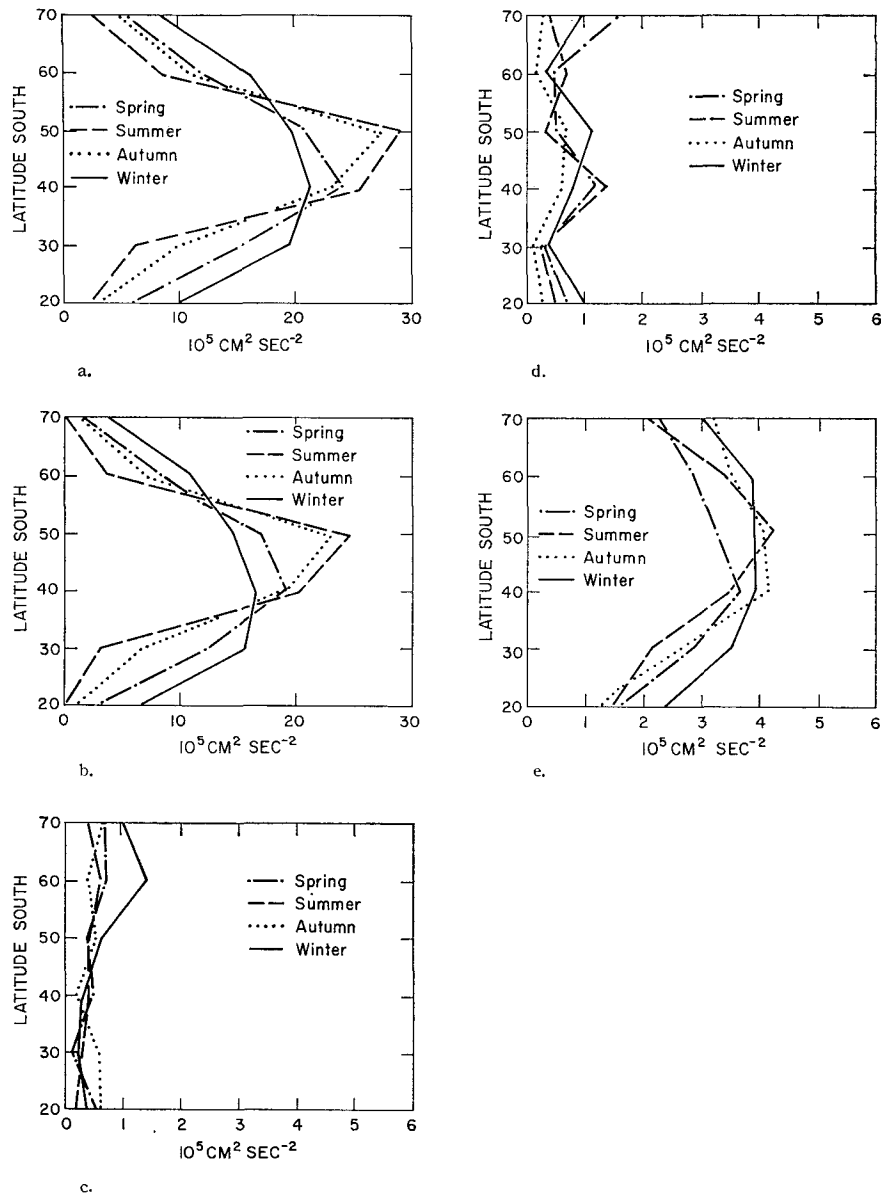 70
60
50
40
30
20
LATITUDE SOUTH
Spring
Summer
Autumn
Winter
0 10 20 30
10⁵ CM² SEC⁻²
a.
70
60
50
40
30
20
LATITUDE SOUTH
Spring
Summer
Autumn
Winter
0 10 20 30
10⁵ CM² SEC⁻²
b.
70
60
50
40
30
20
LATITUDE SOUTH
Spring
Summer
Autumn
Winter
0 1 2 3 4 5 6
10⁵ CM² SEC⁻²
c.
70
60
50
40
30
20
LATITUDE SOUTH
Spring
Summer
Autumn
Winter
0 1 2 3 4 5 6
10⁵ CM² SEC⁻²
d.
70
60
50
40
30
20
LATITUDE SOUTH
Spring
Summer
Autumn
Winter
0 1 2 3 4 5 6
10⁵ CM² SEC⁻²
e.